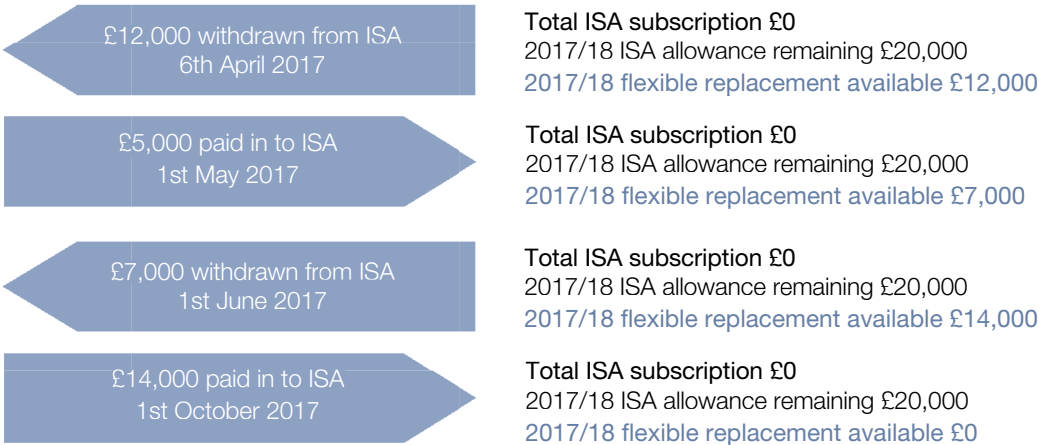 £12,000 withdrawn from ISA
6th April 2017
Total ISA subscription £0
2017/18 ISA allowance remaining £20,000
2017/18 flexible replacement available £12,000
£5,000 paid in to ISA
1st May 2017
Total ISA subscription £0
2017/18 ISA allowance remaining £20,000
2017/18 flexible replacement available £7,000
£7,000 withdrawn from ISA
1st June 2017
Total ISA subscription £0
2017/18 ISA allowance remaining £20,000
2017/18 flexible replacement available £14,000
£14,000 paid in to ISA
1st October 2017
Total ISA subscription £0
2017/18 ISA allowance remaining £20,000
2017/18 flexible replacement available £0